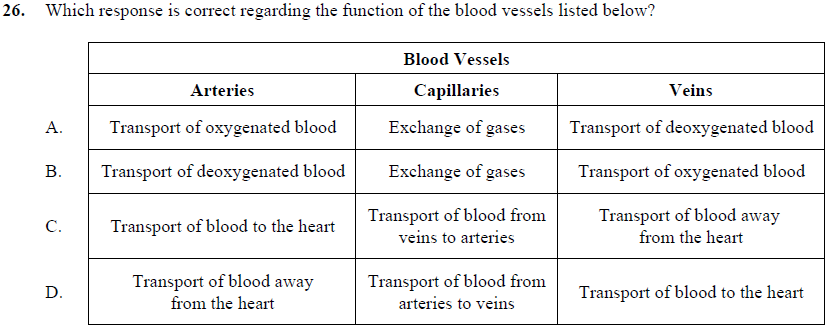 26. Which response is correct regarding the function of the blood vessels listed below?
Blood Vessels
Arteries Capillaries Veins
A. Transport of oxygenated blood Exchange of gases Transport of deoxygenated blood
B. Transport of deoxygenated blood Exchange of gases Transport of oxygenated blood
C. Transport of blood to the heart Transport of blood from veins to arteries Transport of blood away from the heart
D. Transport of blood away from the heart Transport of blood from arteries to veins Transport of blood to the heart